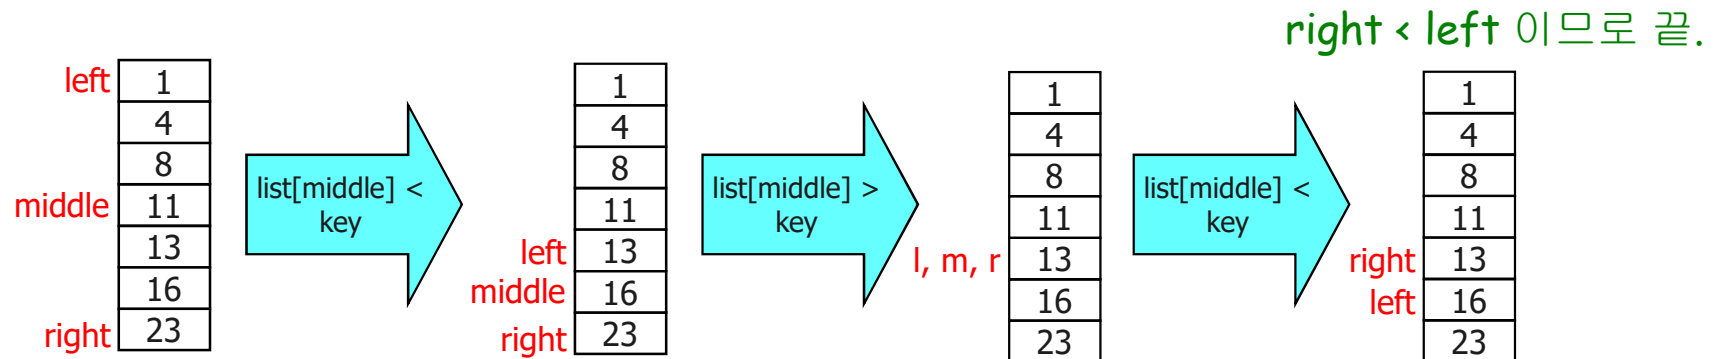 right < left 이므로 끝.
left 1
4
8
middle 11
13
16
right 23
list[middle] <
key
1
4
8
11
left 13
middle 16
right 23
list[middle] >
key
1
4
8
11
l, m, r 13
16
23
list[middle] <
key
1
4
8
11
right 13
left 16
23